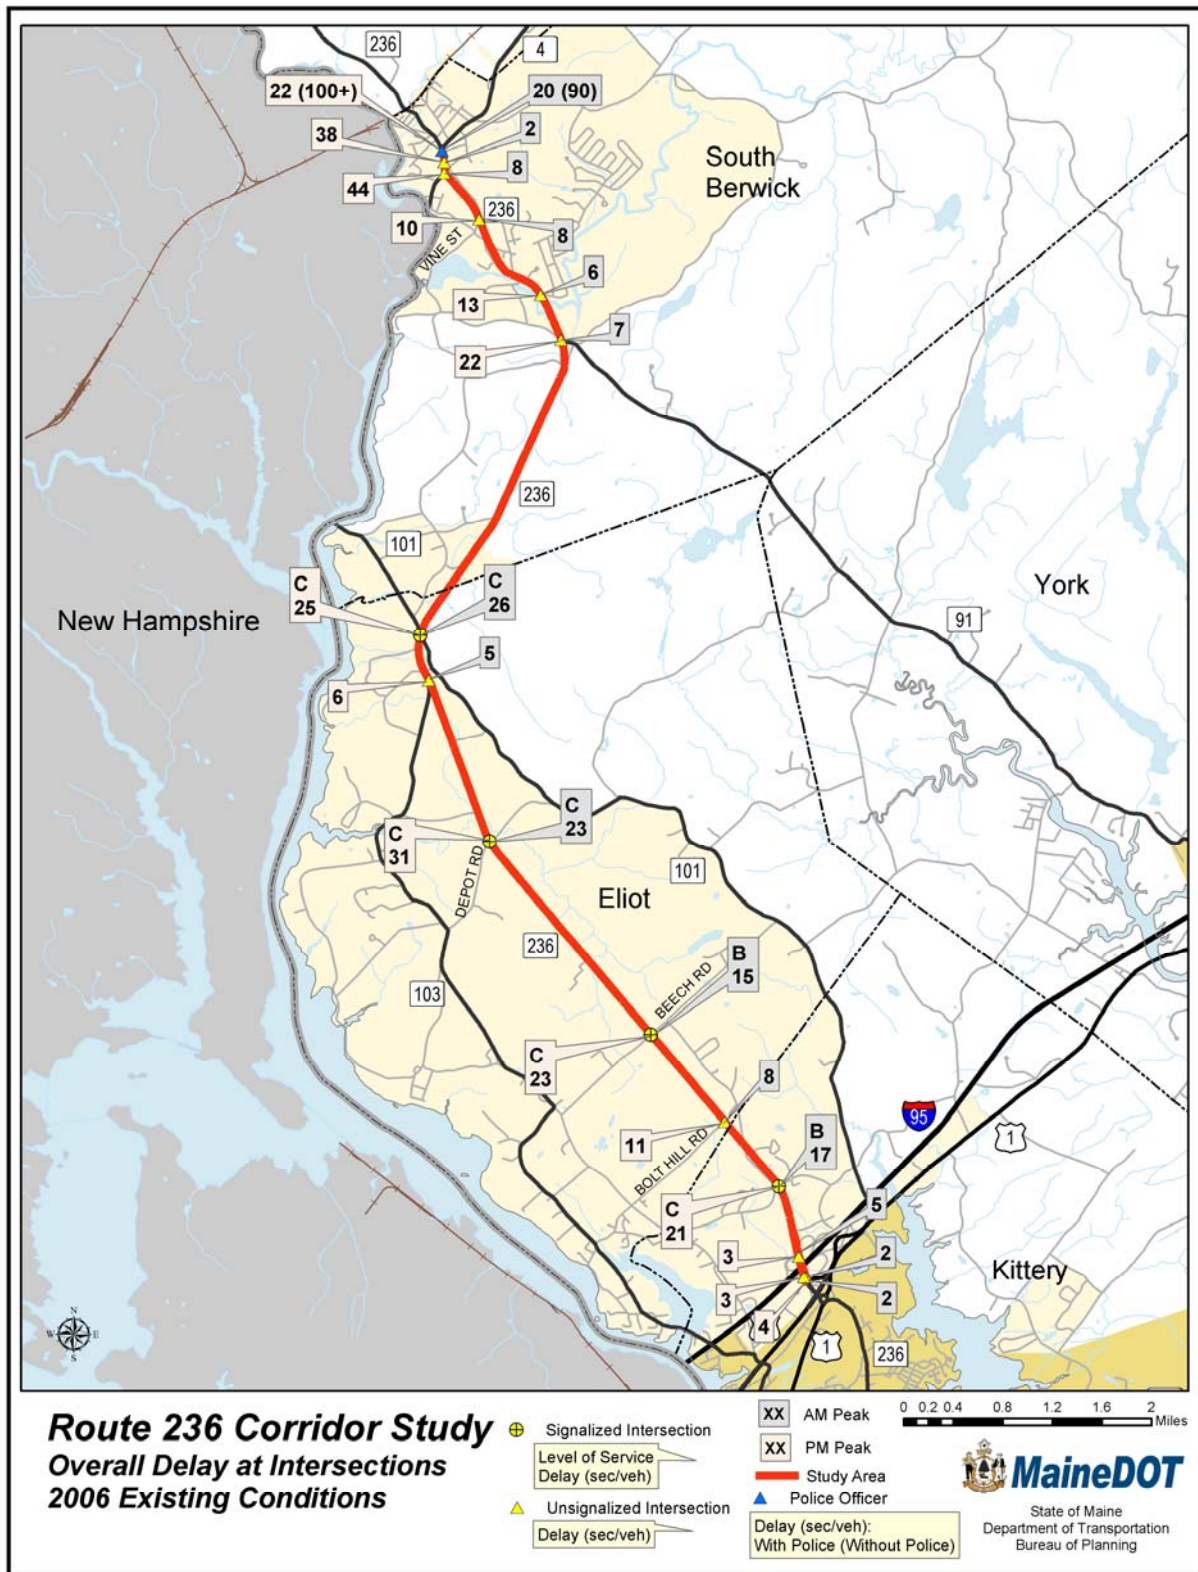 236
4
22 (100+)
20 (90)
38
2
44
8
South
Berwick
236
10
8
VINE ST
6
13
7
22
236
101
C
25
C
26
New Hampshire
York
91
5
6
C
23
C
31
DEPOT RD
101
Eliot
236
B
15
BEECH RD
103
C
23
8
95
1
11
BOLT HILL RD
B
17
C
21
5
3
2
Kittery
3
2
4
1
236
N
W
E
S
Route 236 Corridor Study
Overall Delay at Intersections
2006 Existing Conditions
Signalized Intersection
Level of Service
Delay (sec/veh)
Unsignalized Intersection
Delay (sec/veh)
XX AM Peak
XX PM Peak
Study Area
Police Officer
Delay (sec/veh):
With Police (Without Police)
0 0.2 0.4 0.8 1.2 1.6 2
Miles
MaineDOT
State of Maine
Department of Transportation
Bureau of Planning